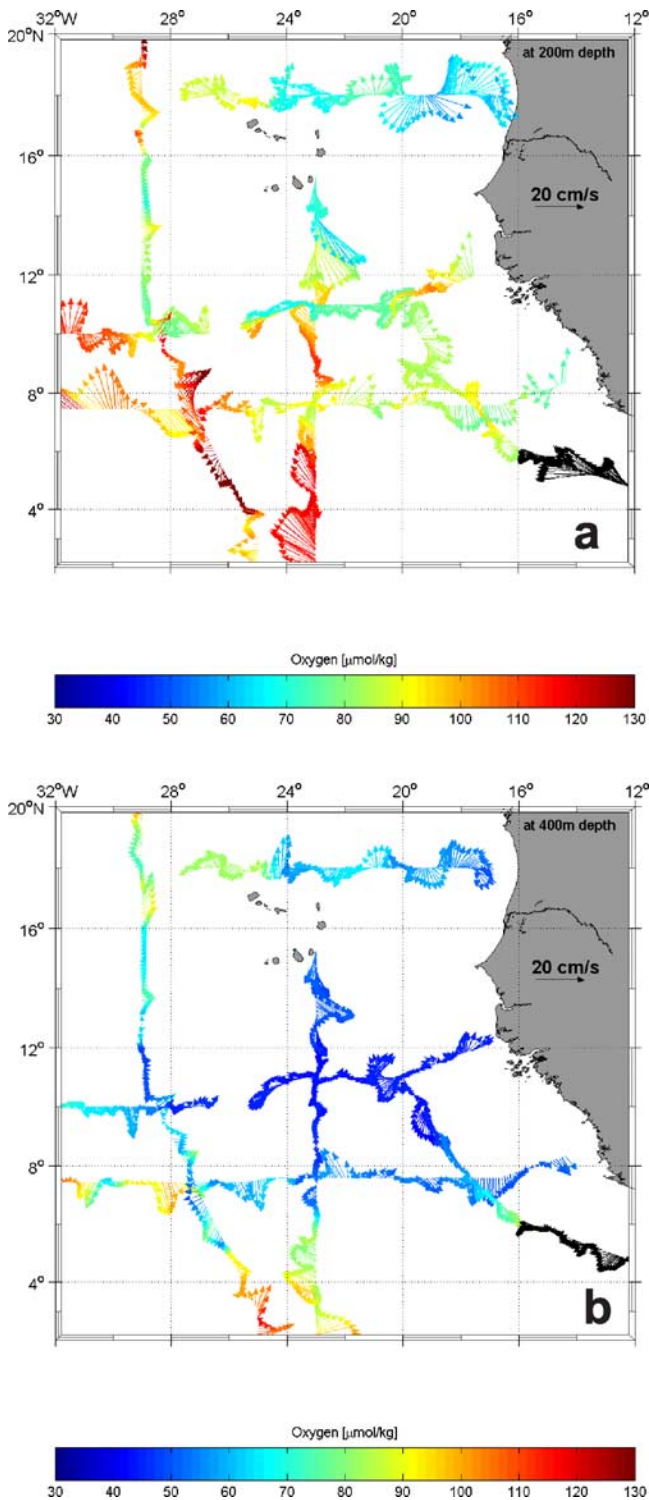 32°W 28° 24° 20° 16° 12°
20°N
at 200m depth
16°
20 cm/s
12°
8°
4°
a
Oxygen [μmol/kg]
30 40 50 60 70 80 90 100 110 120 130
32°W 28° 24° 20° 16° 12°
20°N
at 400m depth
16°
20 cm/s
12°
8°
4°
b
Oxygen [μmol/kg]
30 40 50 60 70 80 90 100 110 120 130